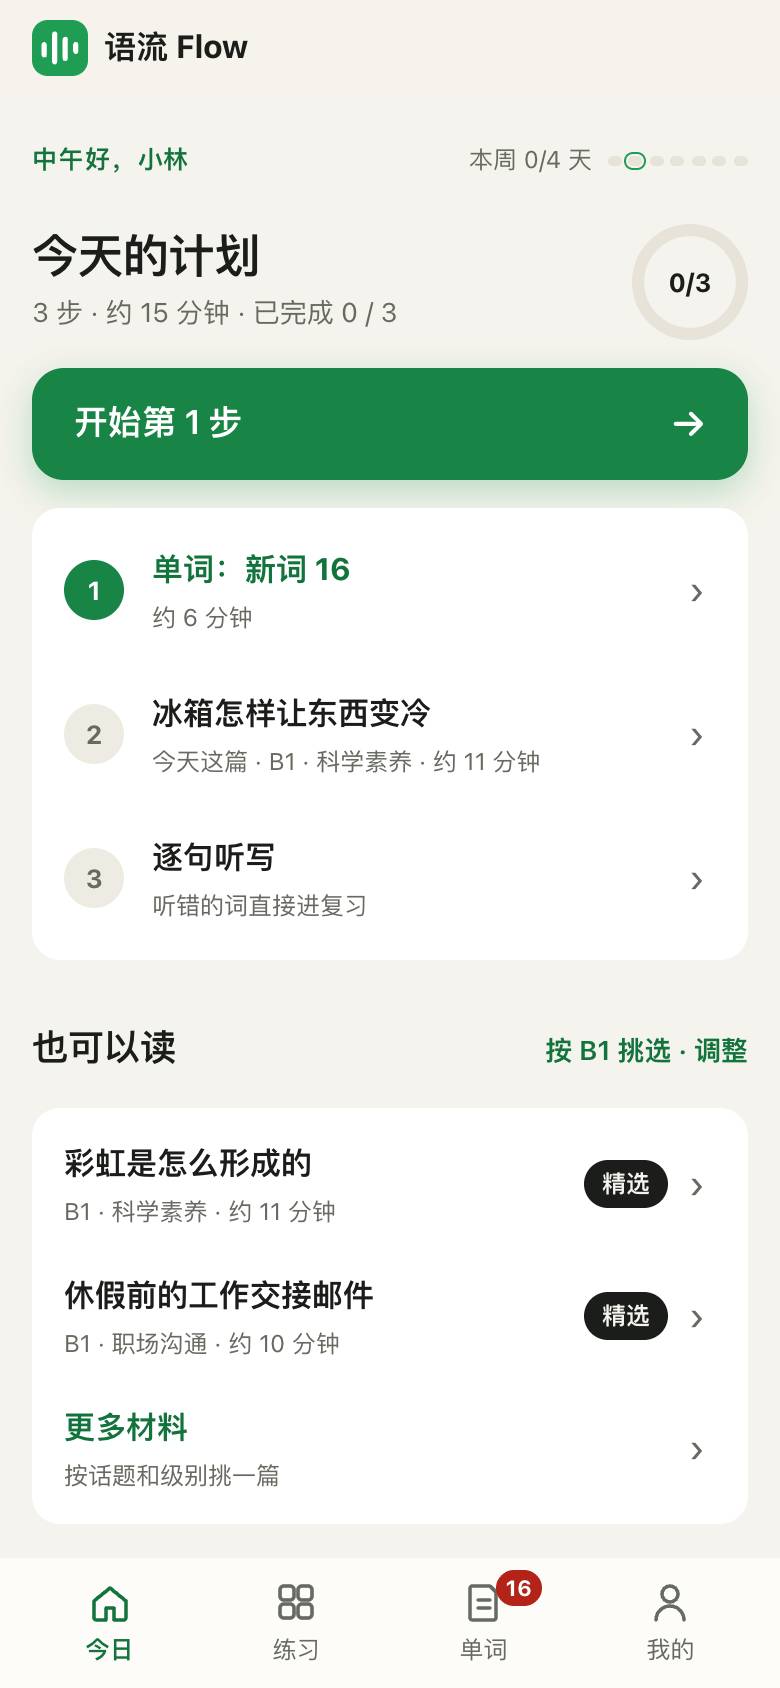 语流 Flow
中午好，小林
本周 0/4 天
今天的计划
3 步 · 约 15 分钟 · 已完成 0 / 3
0/3
开始第 1 步
1
单词：新词 16
约 6 分钟
2
冰箱怎样让东西变冷
今天这篇 · B1 · 科学素养 · 约 11 分钟
3
逐句听写
听错的词直接进复习
也可以读
按 B1 挑选 · 调整
彩虹是怎么形成的
B1 · 科学素养 · 约 11 分钟
精选
休假前的工作交接邮件
B1 · 职场沟通 · 约 10 分钟
精选
更多材料
按话题和级别挑一篇
16
今日
练习
单词
我的